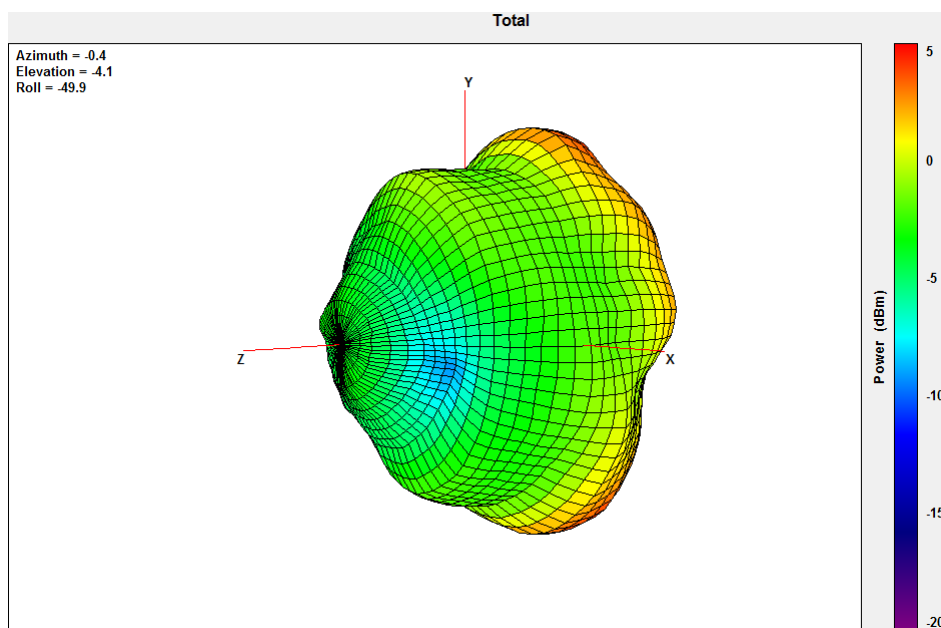 Total
Azimuth = -0.4
Elevation = -4.1
Roll = -49.9
Y
Z
X
5
0
-5
-10
-15
-20
Power (dBm)